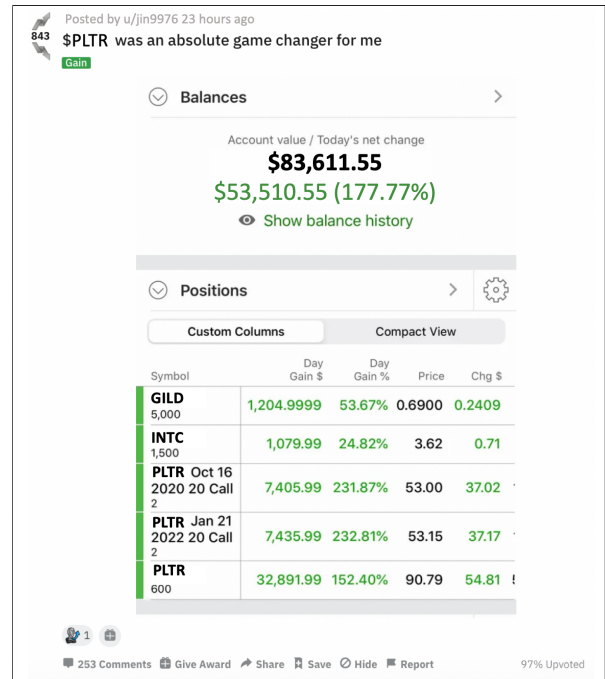 Posted by u/jin9976 23 hours ago
843
$PLTR was an absolute game changer for me
Gain
Balances
Account value / Today's net change
$83,611.55
$53,510.55 (177.77%)
Show balance history
Positions
Custom Columns Compact View
Symbol Day Gain $ Day Gain % Price Chg $
GILD 1,204.9999 53.67% 0.6900 0.2409
5,000
INTC 1,079.99 24.82% 3.62 0.71
1,500
PLTR Oct 16
2020 20 Call 7,405.99 231.87% 53.00 37.02
2
PLTR Jan 21
2022 20 Call 7,435.99 232.81% 53.15 37.17
2
PLTR 32,891.99 152.40% 90.79 54.81
600
1
253 Comments Give Award Share Save Hide Report 97% Upvoted